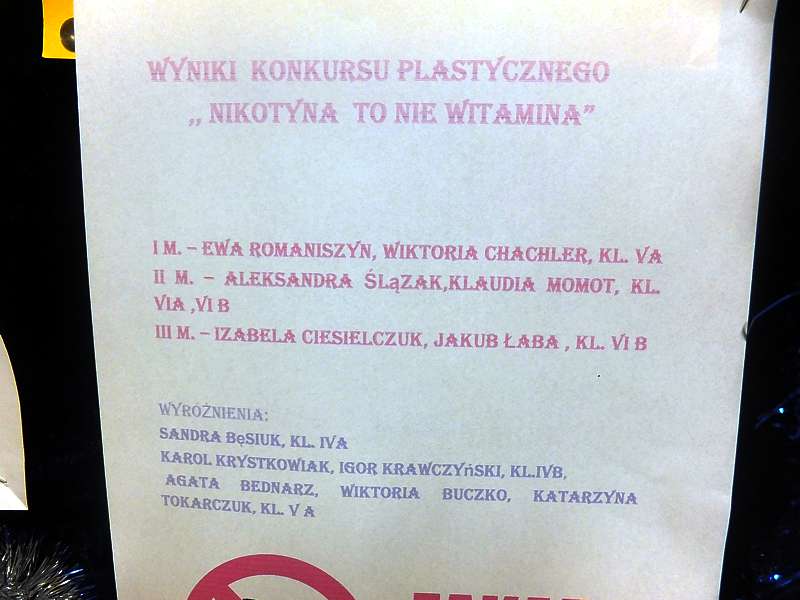 WYNIKI KONKURSU PLASTYCZNEGO
,, NIKOTYNA TO NIE WITAMINA”
I M. – EWA ROMANISZYN, WIKTORIA CHACHLER, KL. VA
II M. – ALEKSANDRA ŚLąZAK,KLAUDIA MOMOT, KL.
VIA ,VI B
III M. – IZABELA CIESIELCZUK, JAKUB ŁABA , KL. VI B
WYRÓŻNIENIA:
SANDRA BęSIUK, KL. IVA
KAROL KRYSTKOWIAK, IGOR KRAWCZYńSKI, KL.IVB,
AGATA BEDNARZ, WIKTORIA BUCZKO, KATARZYNA
TOKARCZUK, KL. V A